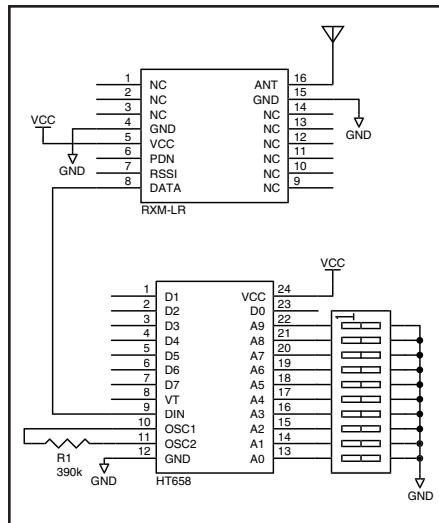 1 NC ANT 16
2 NC GND 15
3 NC NC 14
VCC 4 GND NC 13 GND
5 VCC NC 12
6 PDN NC 11
GND 7 RSSI NC 10
8 DATA NC 9
RXM-LR
VCC
1 D1 VCC 24
2 D2 D0 23
3 D3 A9 22 1
4 D4 A8 21
5 D5 A7 20
6 D6 A6 19
7 D7 A5 18
8 VT A4 17
9 DIN A3 16
10 OSC1 A2 15
11 OSC2 A1 14
12 GND A0 13
R1
390k
GND
HT658
GND